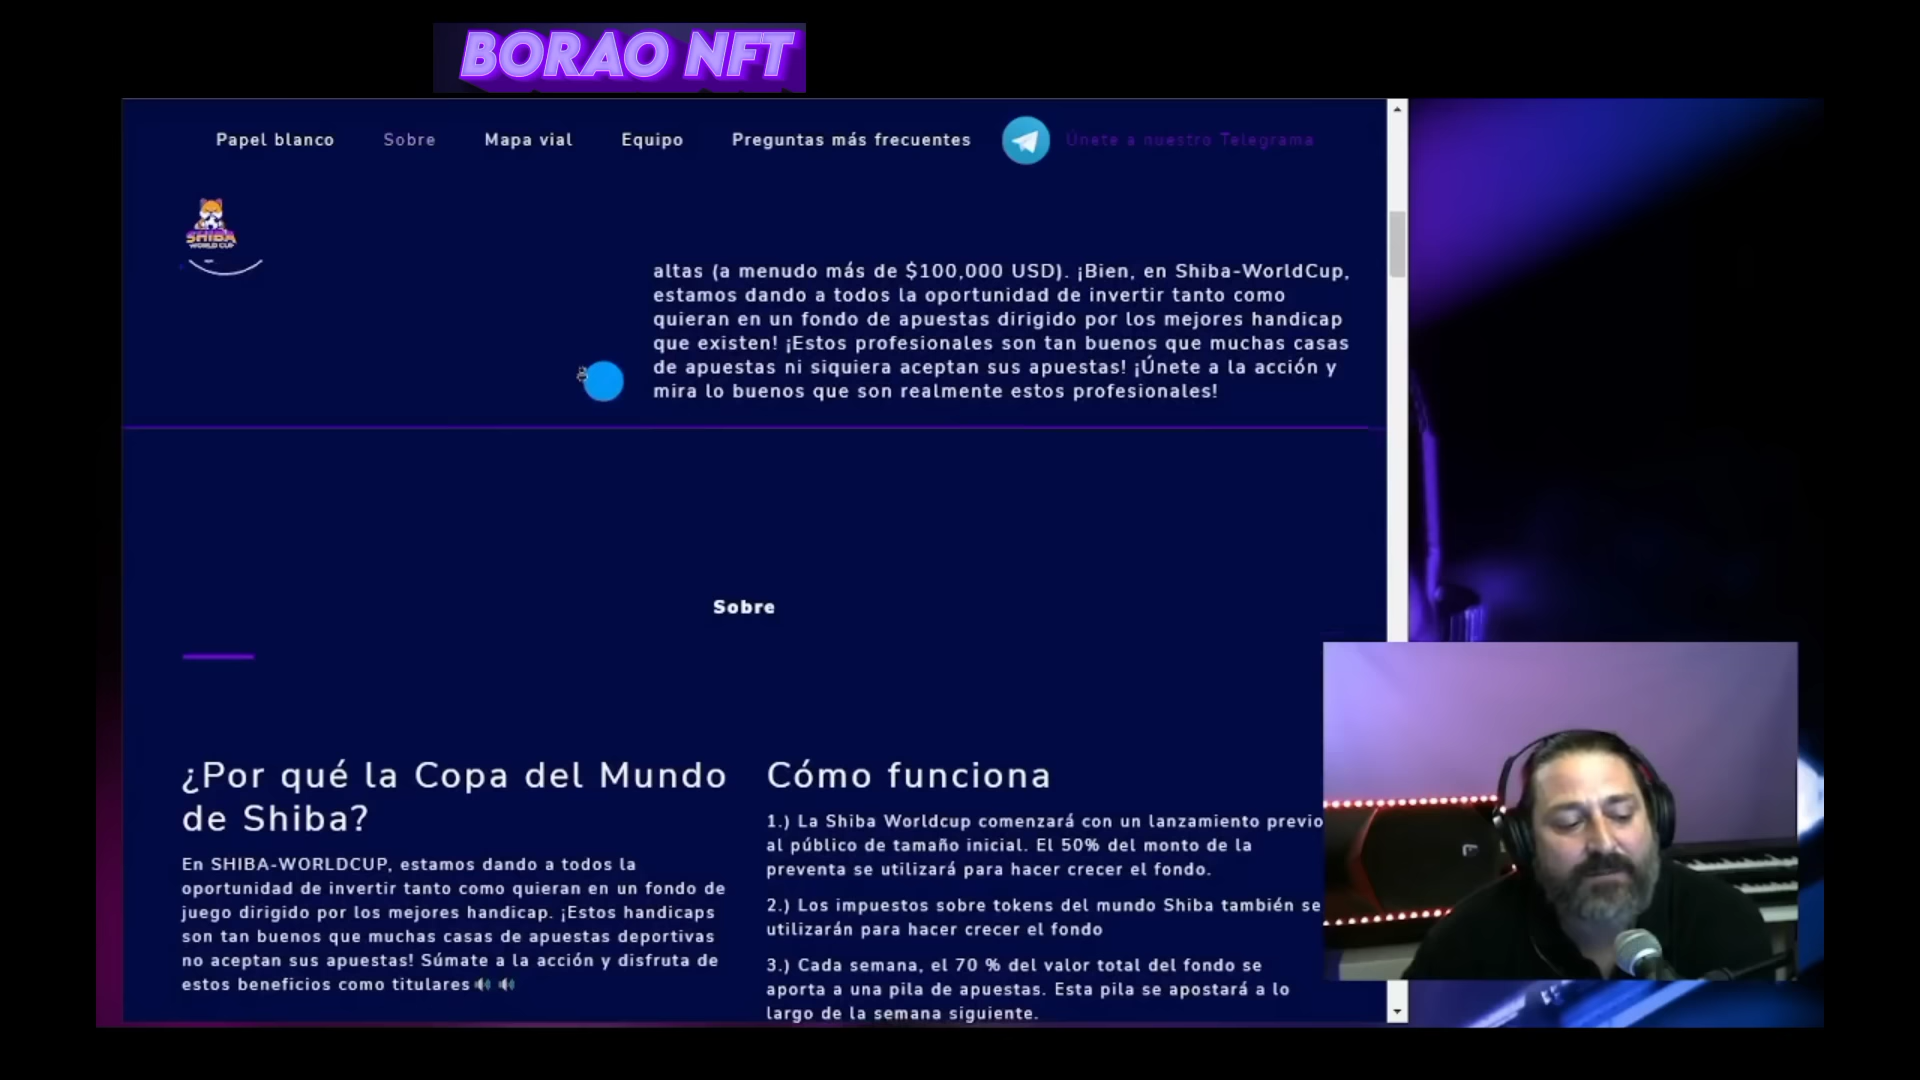 BORAO NFT
Papel blanco
Sobre
Mapa vial
Equipo
Preguntas más frecuentes
Únete a nuestro Telegrama
SHIBA
WORLD CUP
altas (a menudo más de $100,000 USD). ¡Bien, en Shiba-WorldCup,
estamos dando a todos la oportunidad de invertir tanto como
quieran en un fondo de apuestas dirigido por los mejores handicap
que existen! ¡Estos profesionales son tan buenos que muchas casas
de apuestas ni siquiera aceptan sus apuestas! ¡Únete a la acción y
mira lo buenos que son realmente estos profesionales!
Sobre
¿Por qué la Copa del Mundo
de Shiba?
En SHIBA-WORLDCUP, estamos dando a todos la
oportunidad de invertir tanto como quieran en un fondo de
juego dirigido por los mejores handicap. ¡Estos handicaps
son tan buenos que muchas casas de apuestas deportivas
no aceptan sus apuestas! Súmate a la acción y disfruta de
estos beneficios como titulares
Cómo funciona
1.) La Shiba Worldcup comenzará con un lanzamiento previo
al público de tamaño inicial. El 50% del monto de la
preventa se utilizará para hacer crecer el fondo.
2.) Los impuestos sobre tokens del mundo Shiba también se
utilizarán para hacer crecer el fondo
3.) Cada semana, el 70 % del valor total del fondo se
aporta a una pila de apuestas. Esta pila se apostará a lo
largo de la semana siguiente.